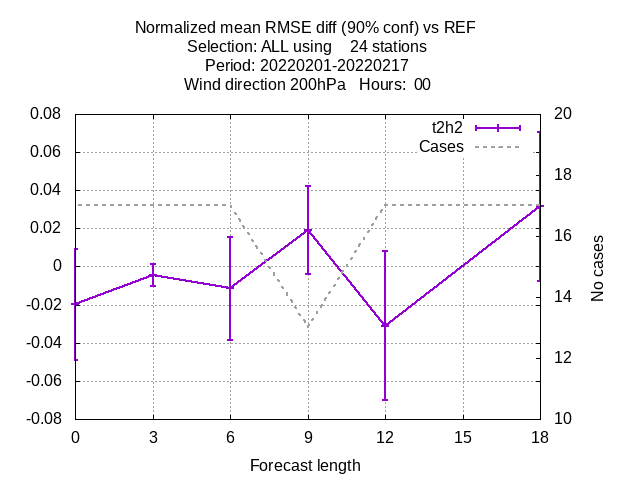 Normalized mean RMSE diff (90% conf) vs REF
Selection: ALL using    24 stations
Period: 20220201-20220217
Wind direction 200hPa   Hours:  00
0.08
0.06
0.04
0.02
0
-0.02
-0.04
-0.06
-0.08
20
18
16
14
12
10
t2h2
Cases
No cases
0 3 6 9 12 15 18
Forecast length